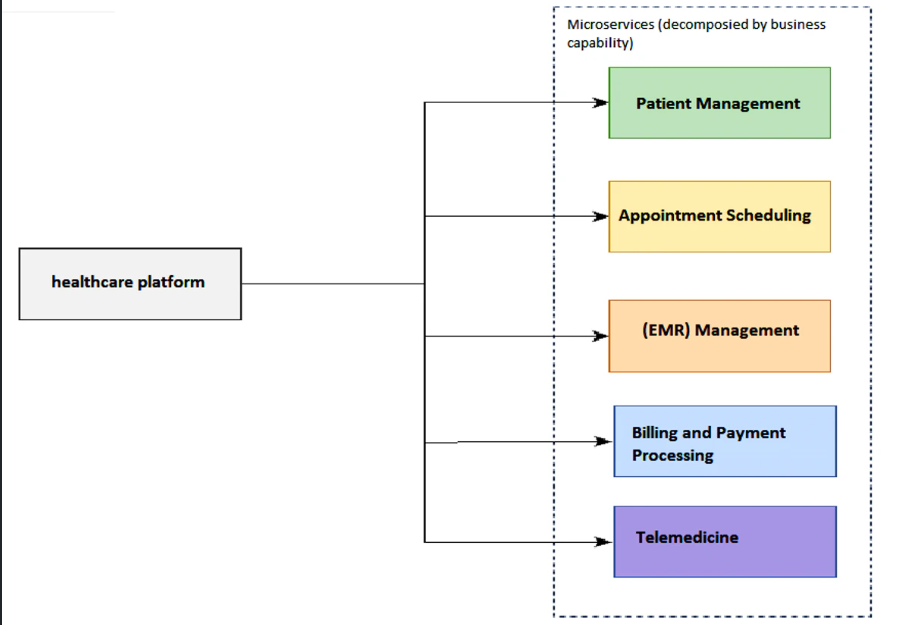 Microservices (decomposied by business
capability)
Patient Management
Appointment Scheduling
healthcare platform
(EMR) Management
Billing and Payment
Processing
Telemedicine